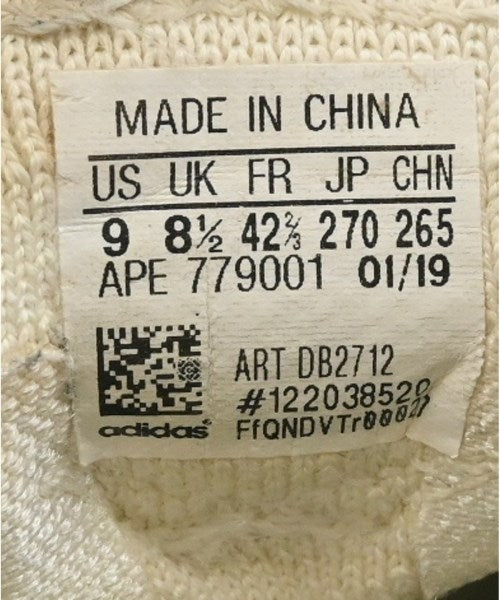 MADE IN CHINA
US UK FR JP CHN
9 8½ 42⅔ 270 265
APE 779001 01/19
ART DB2712
#122038520
adidas